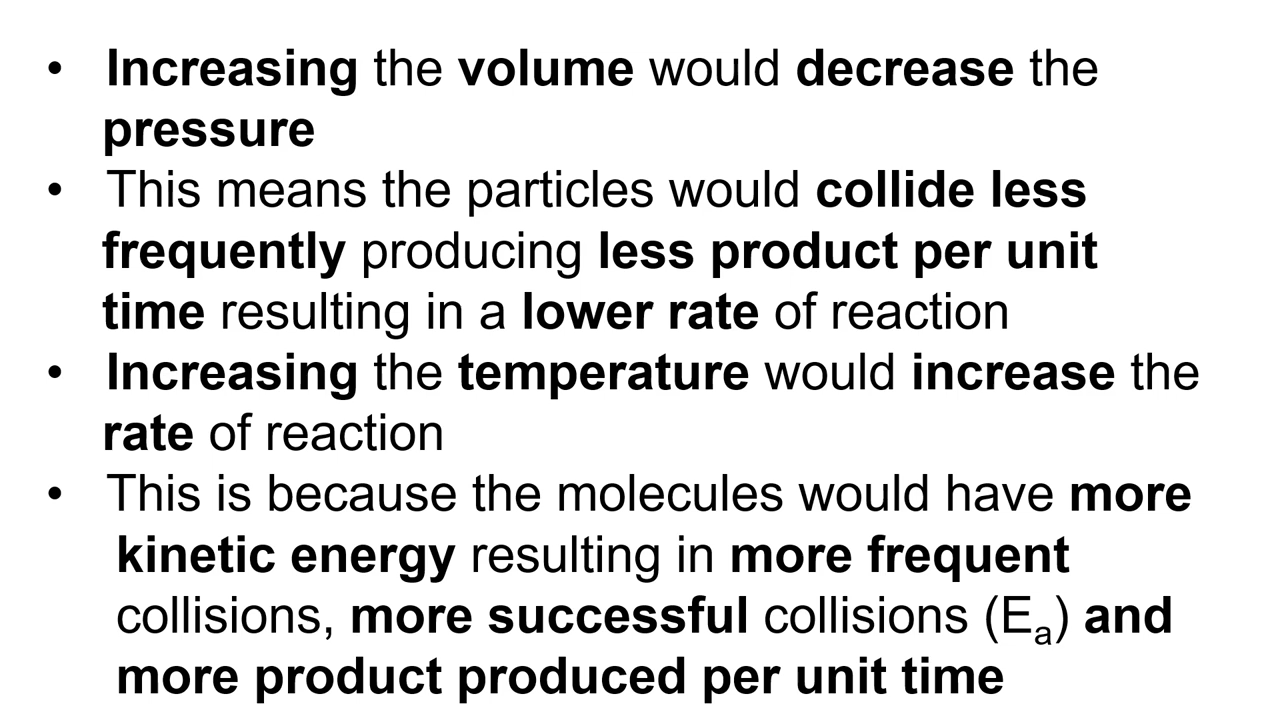 • Increasing the volume would decrease the
pressure
• This means the particles would collide less
frequently producing less product per unit
time resulting in a lower rate of reaction
• Increasing the temperature would increase the
rate of reaction
• This is because the molecules would have more
kinetic energy resulting in more frequent
collisions, more successful collisions (Ea) and
more product produced per unit time